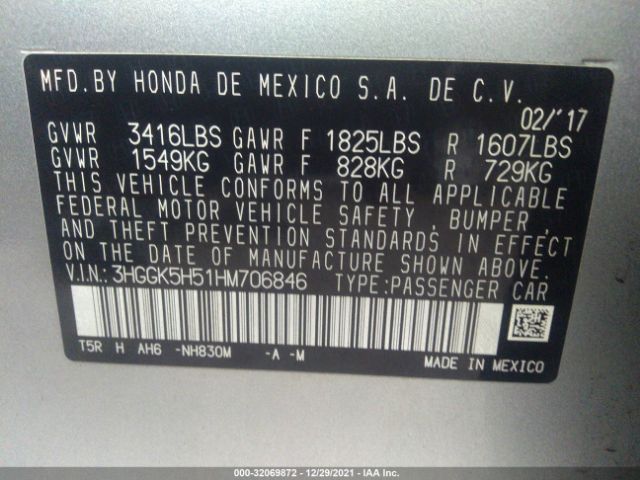 MFD.BY HONDA DE MEXICO S.A. DE C.V.
02/'17
GVWR 3416LBS GAWR F 1825LBS R 1607LBS
GVWR 1549KG GAWR F 828KG R 729KG
THIS VEHICLE CONFORMS TO ALL APPLICABLE
FEDERAL MOTOR VEHICLE SAFETY, BUMPER,
AND THEFT PREVENTION STANDARDS IN EFFECT
ON THE DATE OF MANUFACTURE SHOWN ABOVE.
V.I.N.: 3HGGK5H51HM706846 TYPE:PASSENGER CAR
T5R H AH6 -NH830M -A -M
MADE IN MEXICO
000-32069872 - 12/29/2021 - IAA Inc.